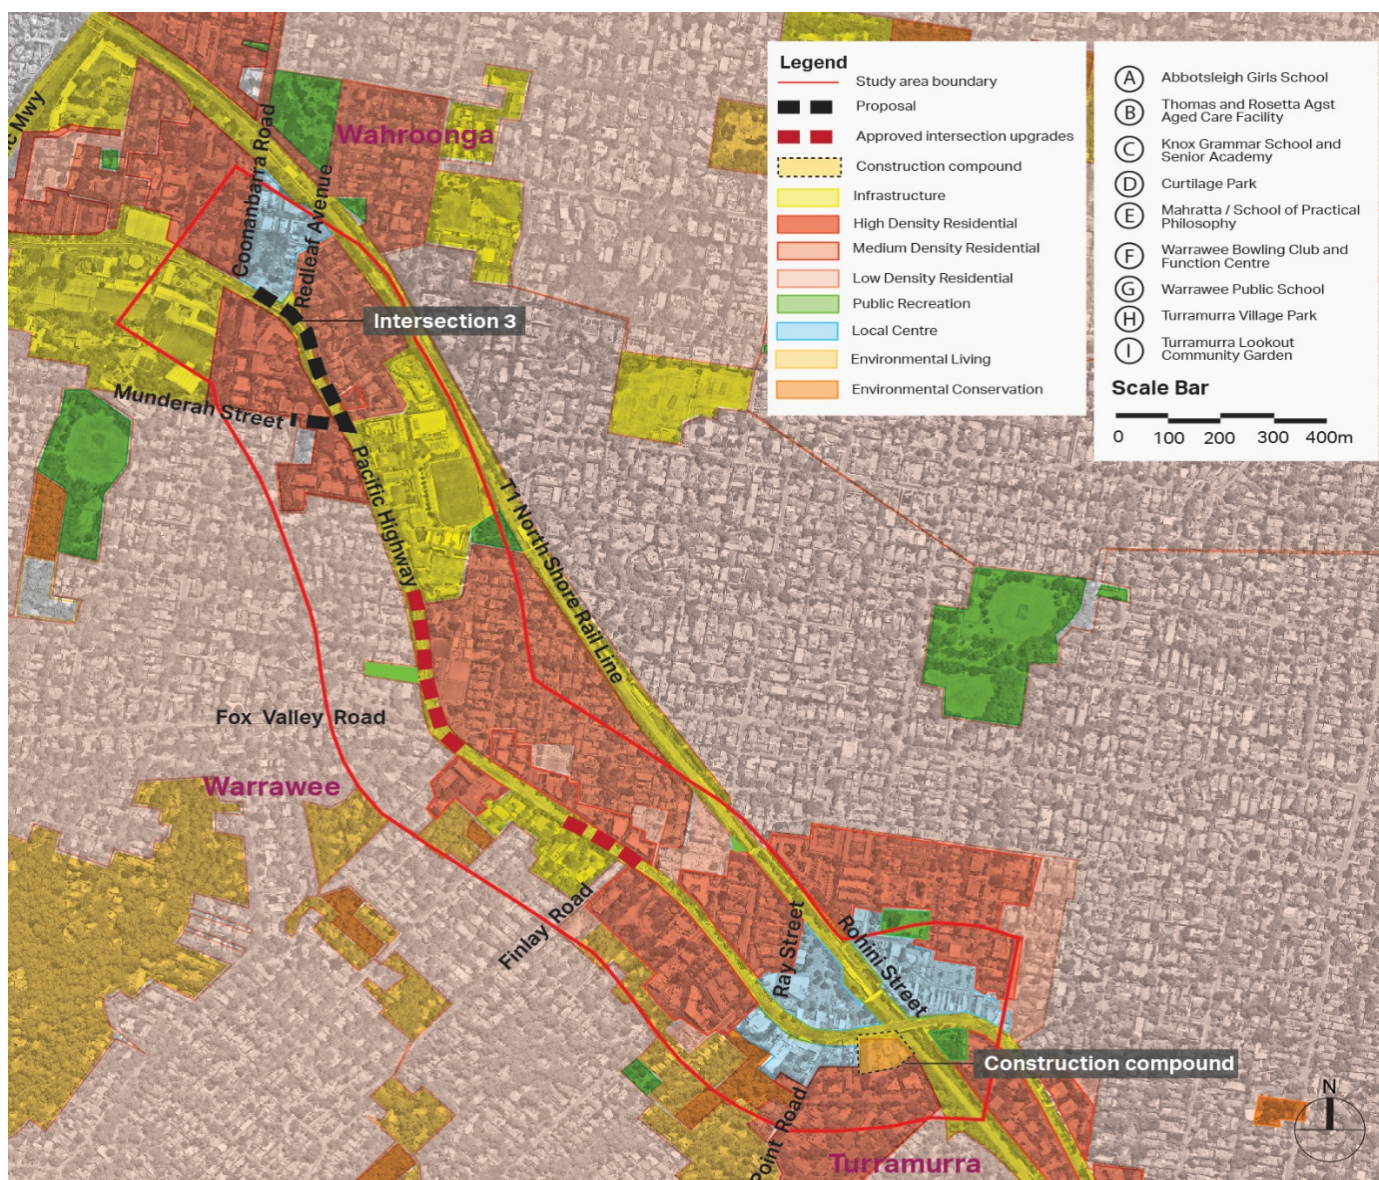 Legend
Study area boundary
Proposal
Approved intersection upgrades
Construction compound
Infrastructure
High Density Residential
Medium Density Residential
Low Density Residential
Public Recreation
Local Centre
Environmental Living
Environmental Conservation
A Abbotsleigh Girls School
B Thomas and Rosetta Agst
Aged Care Facility
C Knox Grammar School and
Senior Academy
D Curtilage Park
E Mahratta / School of Practical
Philosophy
F Warrawee Bowling Club and
Function Centre
G Warrawee Public School
H Turramurra Village Park
I Turramurra Lookout
Community Garden
Scale Bar
0 100 200 300 400m
ic Mwy
Coonanbarra Road
Wahroonga
Redleaf Avenue
Intersection 3
Munderah Street
Pacific Highway
T1 North Shore Rail Line
Fox Valley Road
Warrawee
Finlay Road
Ray Street
Rohini Street
Construction compound
Point Road
Turramurra
N